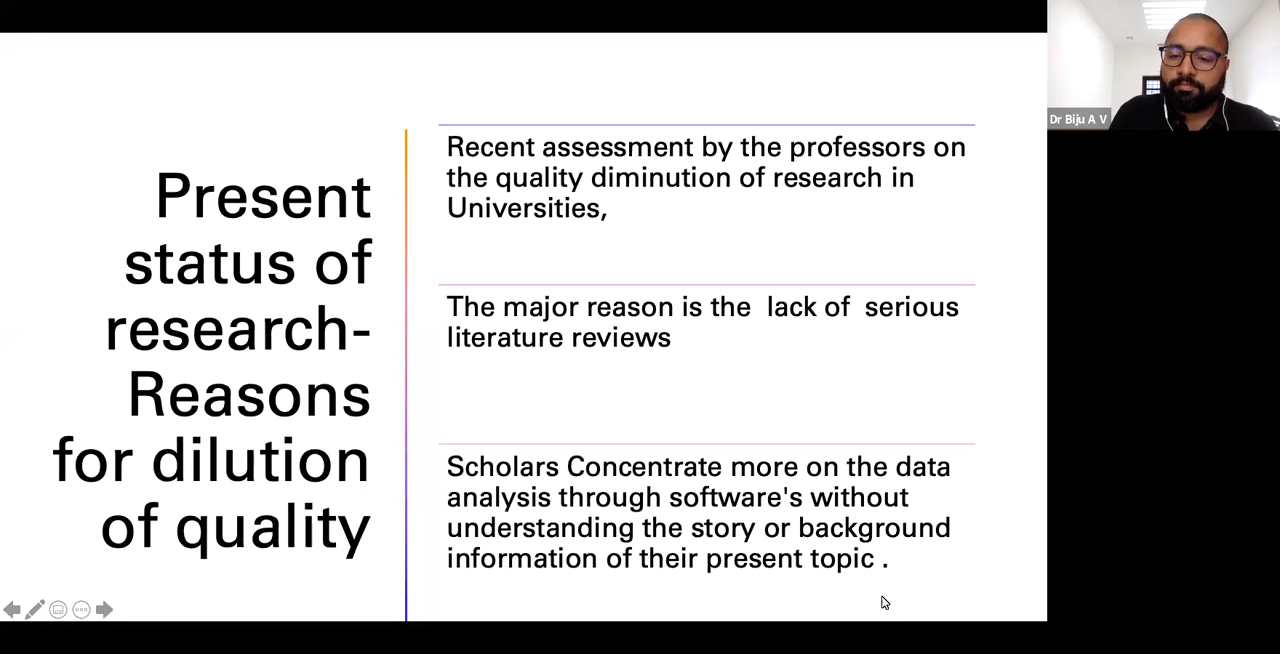 Present
status of
research-
Reasons
for dilution
of quality
Recent assessment by the professors on
the quality diminution of research in
Universities,
The major reason is the  lack of  serious
literature reviews
Scholars Concentrate more on the data
analysis through software's without
understanding the story or background
information of their present topic .
Dr Biju A V